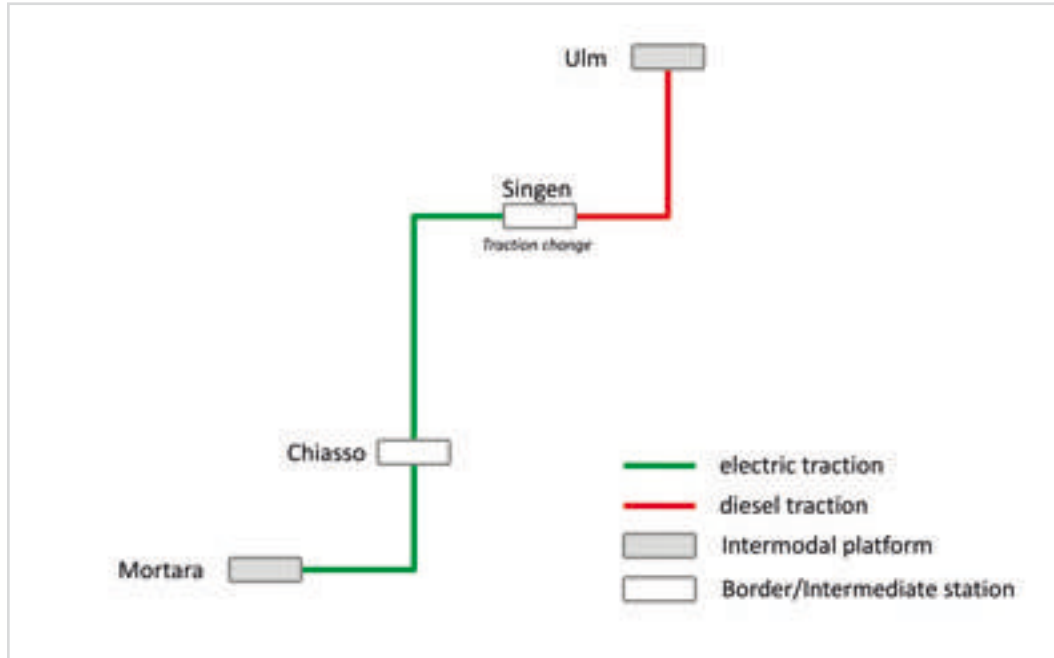 Ulm
Singen
Traction change
Chiasso
Mortara
electric traction
diesel traction
Intermodal platform
Border/Intermediate station